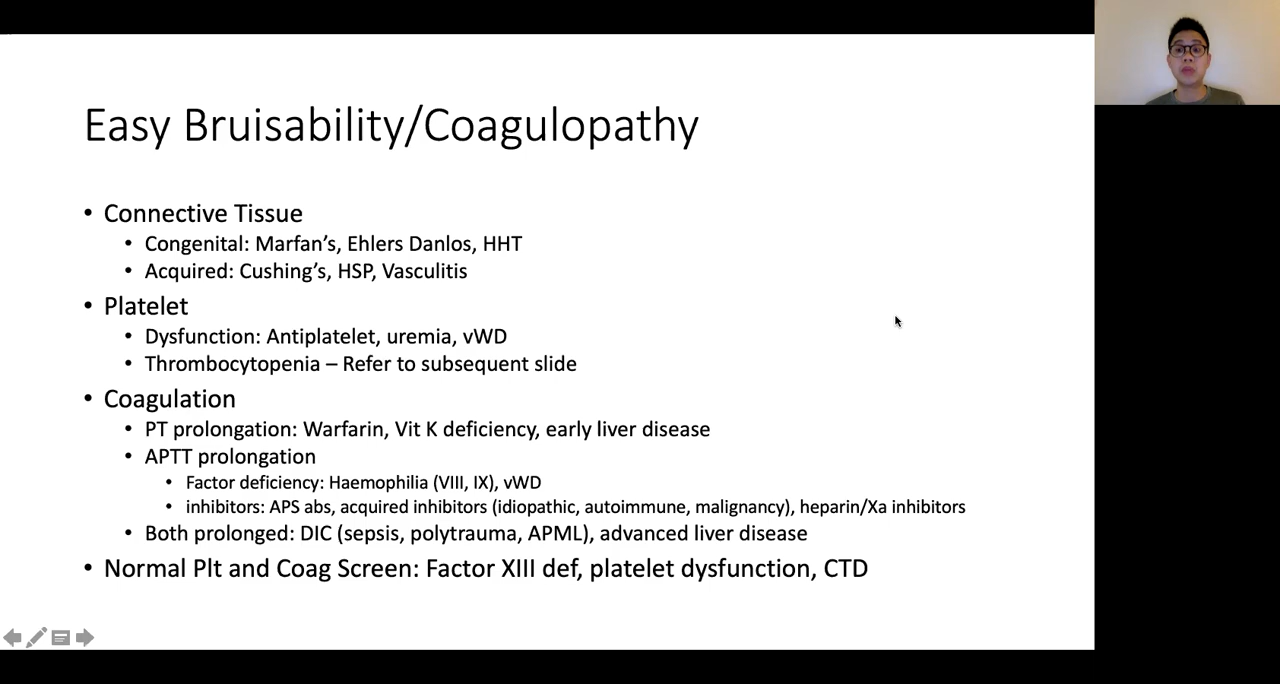 Easy Bruisability/Coagulopathy
• Connective Tissue
• Congenital: Marfan’s, Ehlers Danlos, HHT
• Acquired: Cushing’s, HSP, Vasculitis
• Platelet
• Dysfunction: Antiplatelet, uremia, vWD
• Thrombocytopenia – Refer to subsequent slide
• Coagulation
• PT prolongation: Warfarin, Vit K deficiency, early liver disease
• APTT prolongation
• Factor deficiency: Haemophilia (VIII, IX), vWD
• inhibitors: APS abs, acquired inhibitors (idiopathic, autoimmune, malignancy), heparin/Xa inhibitors
• Both prolonged: DIC (sepsis, polytrauma, APML), advanced liver disease
• Normal Plt and Coag Screen: Factor XIII def, platelet dysfunction, CTD